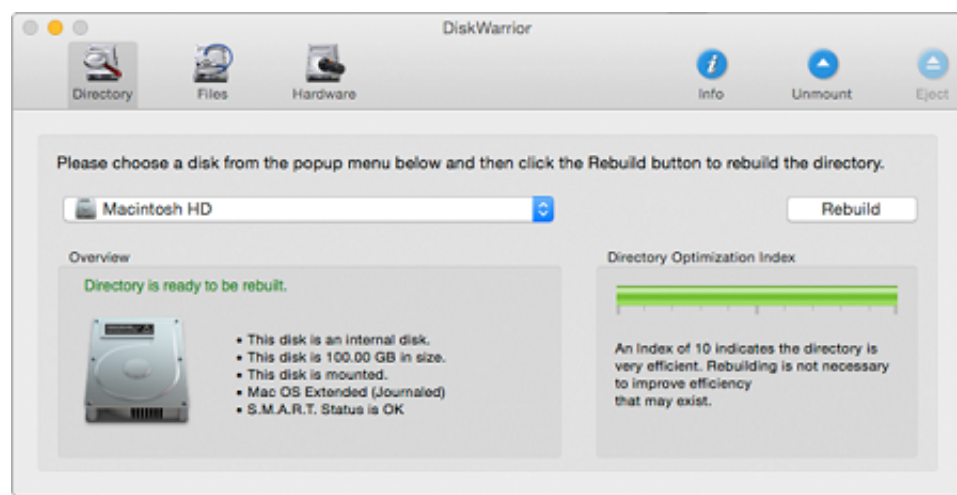 DiskWarrior
Directory
Files
Hardware
Info
Unmount
Eject
Please choose a disk from the popup menu below and then click the Rebuild button to rebuild the directory.
Macintosh HD
Rebuild
Overview
Directory is ready to be rebuilt.
• This disk is an internal disk.
• This disk is 100.00 GB in size.
• This disk is mounted.
• Mac OS Extended (Journaled)
• S.M.A.R.T. Status is OK
Directory Optimization Index
An Index of 10 indicates the directory is
very efficient. Rebuilding is not necessary
to improve efficiency
that may exist.